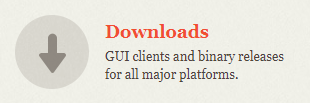 Downloads
GUI clients and binary releases
for all major platforms.